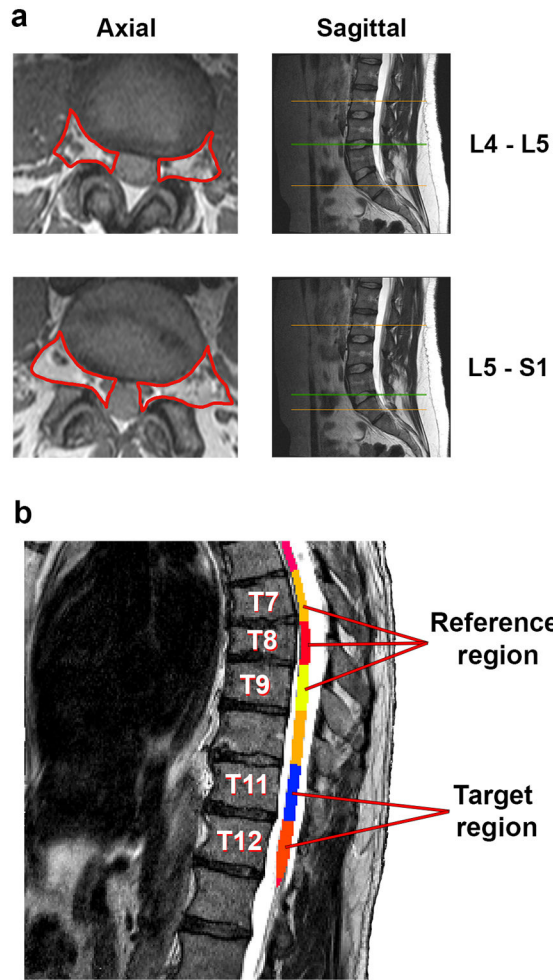 a
Axial
Sagittal
L4 - L5
L5 - S1
b
T7
T8
T9
T11
T12
Reference
region
Target
region